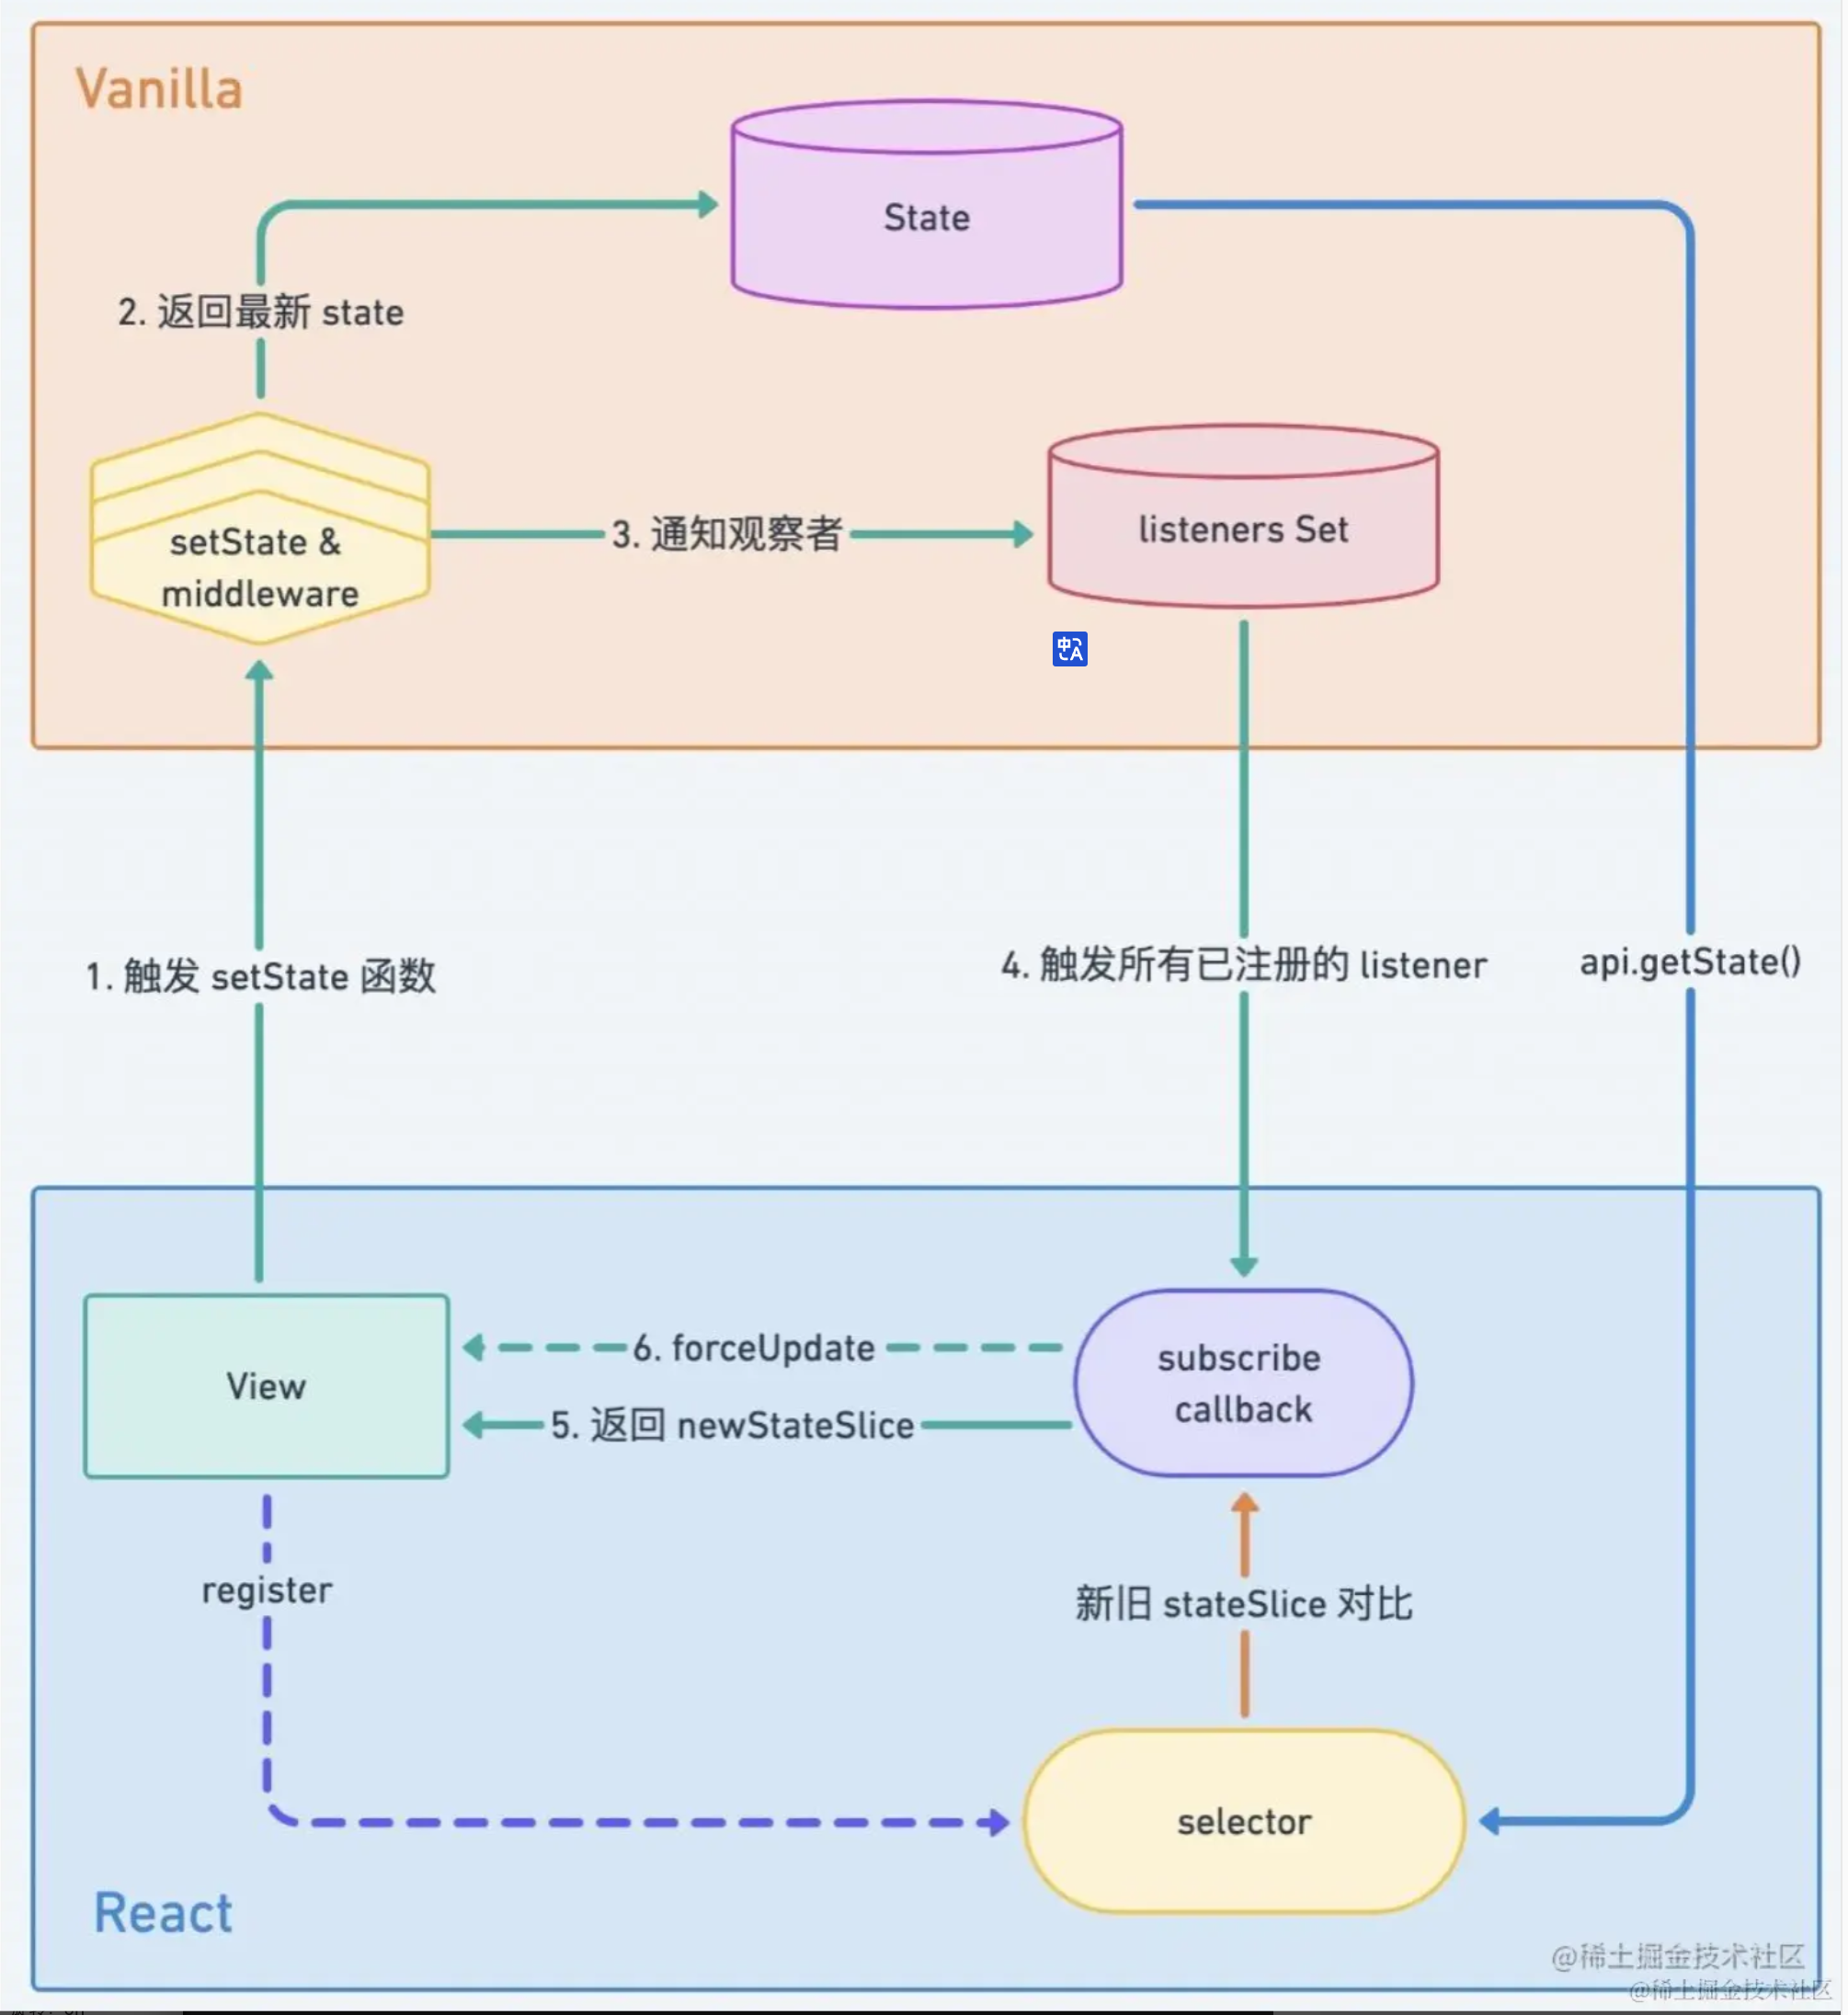 Vanilla
State
2. 返回最新 state
setState &
middleware
3. 通知观察者
listeners Set
中A
1. 触发 setState 函数
4. 触发所有已注册的 listener
api.getState()
View
6. forceUpdate
5. 返回 newStateSlice
subscribe
callback
register
新旧 stateSlice 对比
selector
React
@稀土掘金技术社区
@稀土掘金技术社区